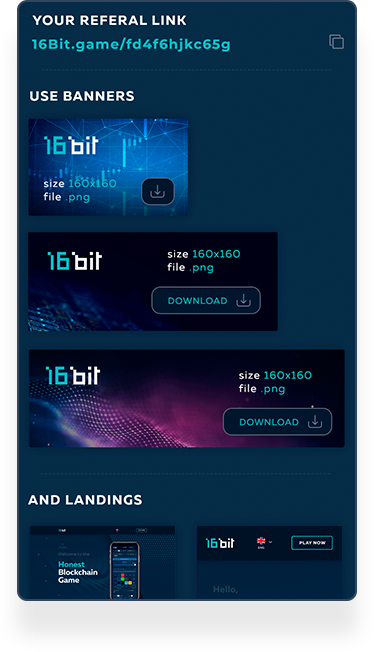 YOUR REFERAL LINK
16Bit.game/fd4f6hjkc65g
USE BANNERS
16bit
size 160x160
file .png
16bit
size 160x160
file .png
DOWNLOAD
16bit
size 160x160
file .png
DOWNLOAD
AND LANDINGS
Welcome to the
Honest
Blockchain
Game
16bit
ENG
PLAY NOW
Hello,